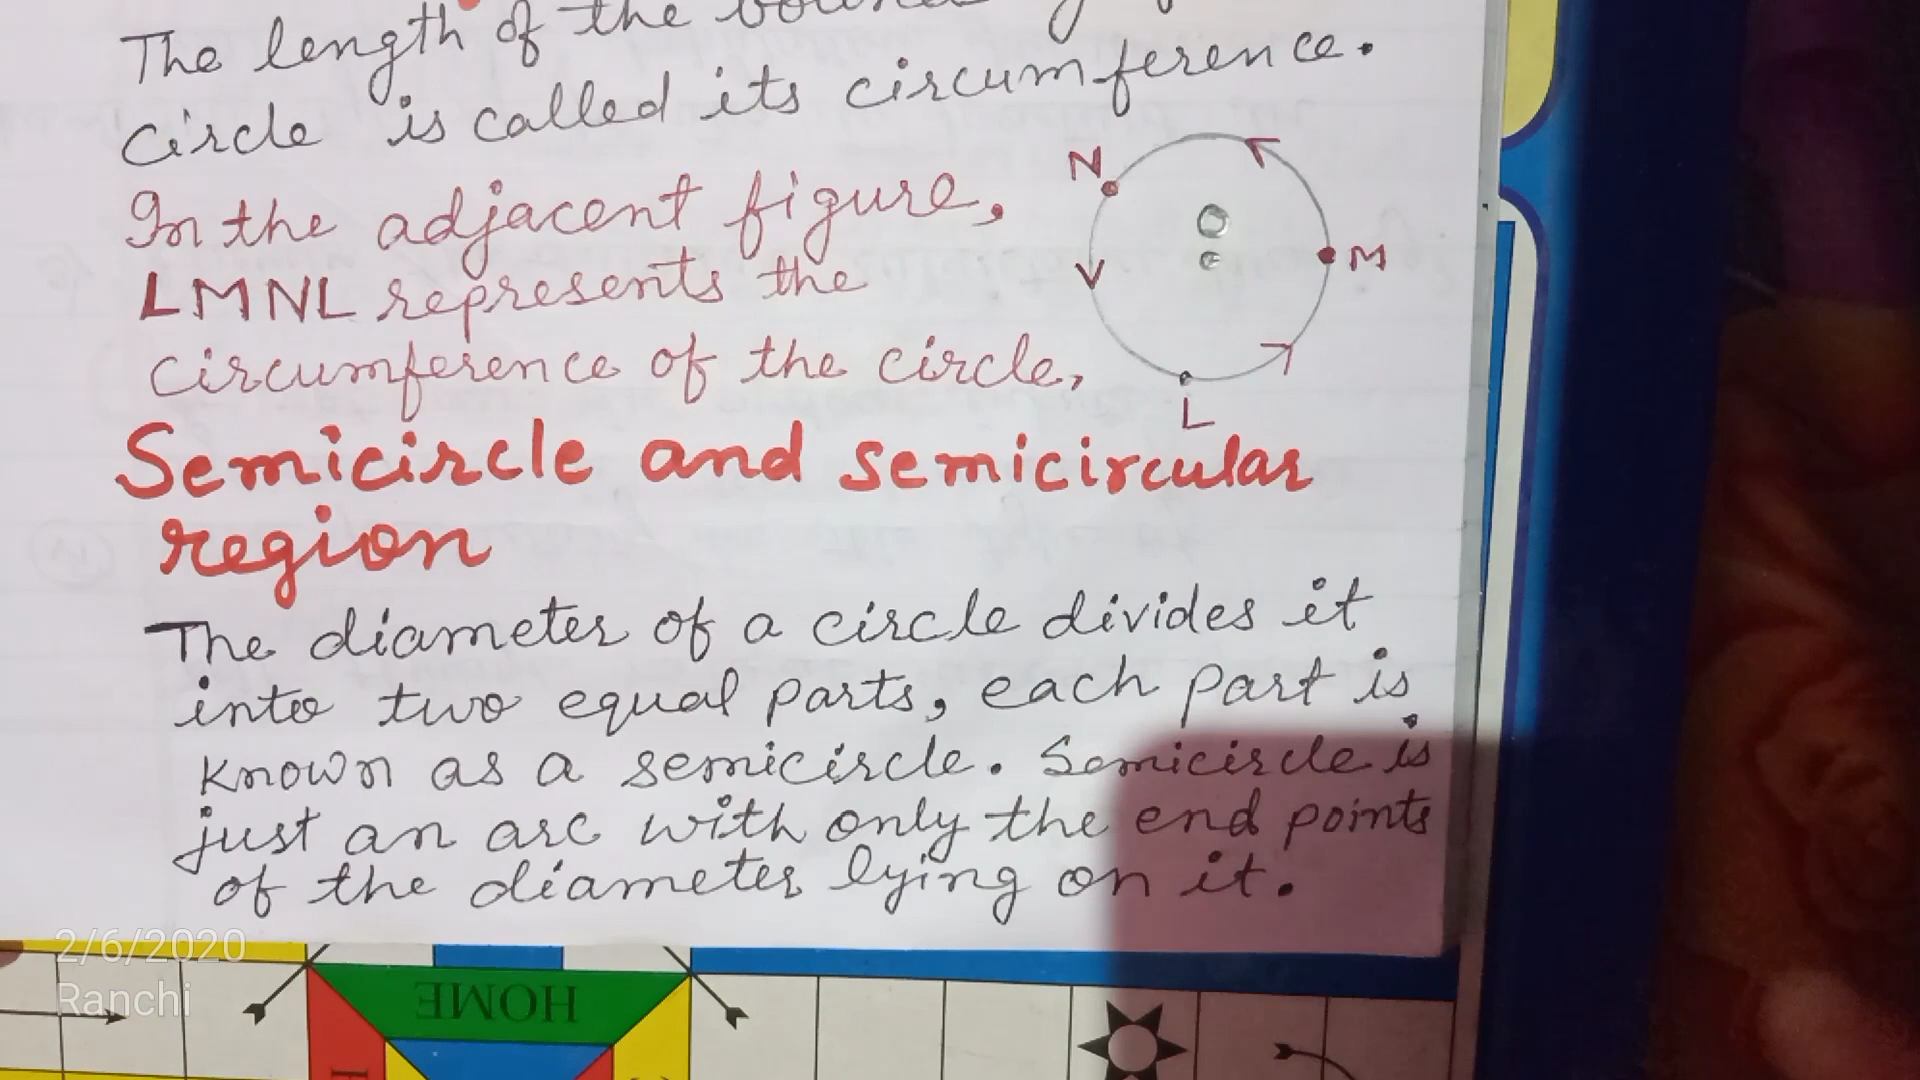 The length of the
circle is called its circumference.
In the adjacent figure,
LMNL represents the
circumference of the circle,
N
O
M
L
Semicircle and semicircular
region
The diameter of a circle divides it
into two equal parts, each part is
known as a semicircle. Semicircle is
just an arc with only the end points
of the diameter lying on it.
2/6/2020
Ranchi
HOME